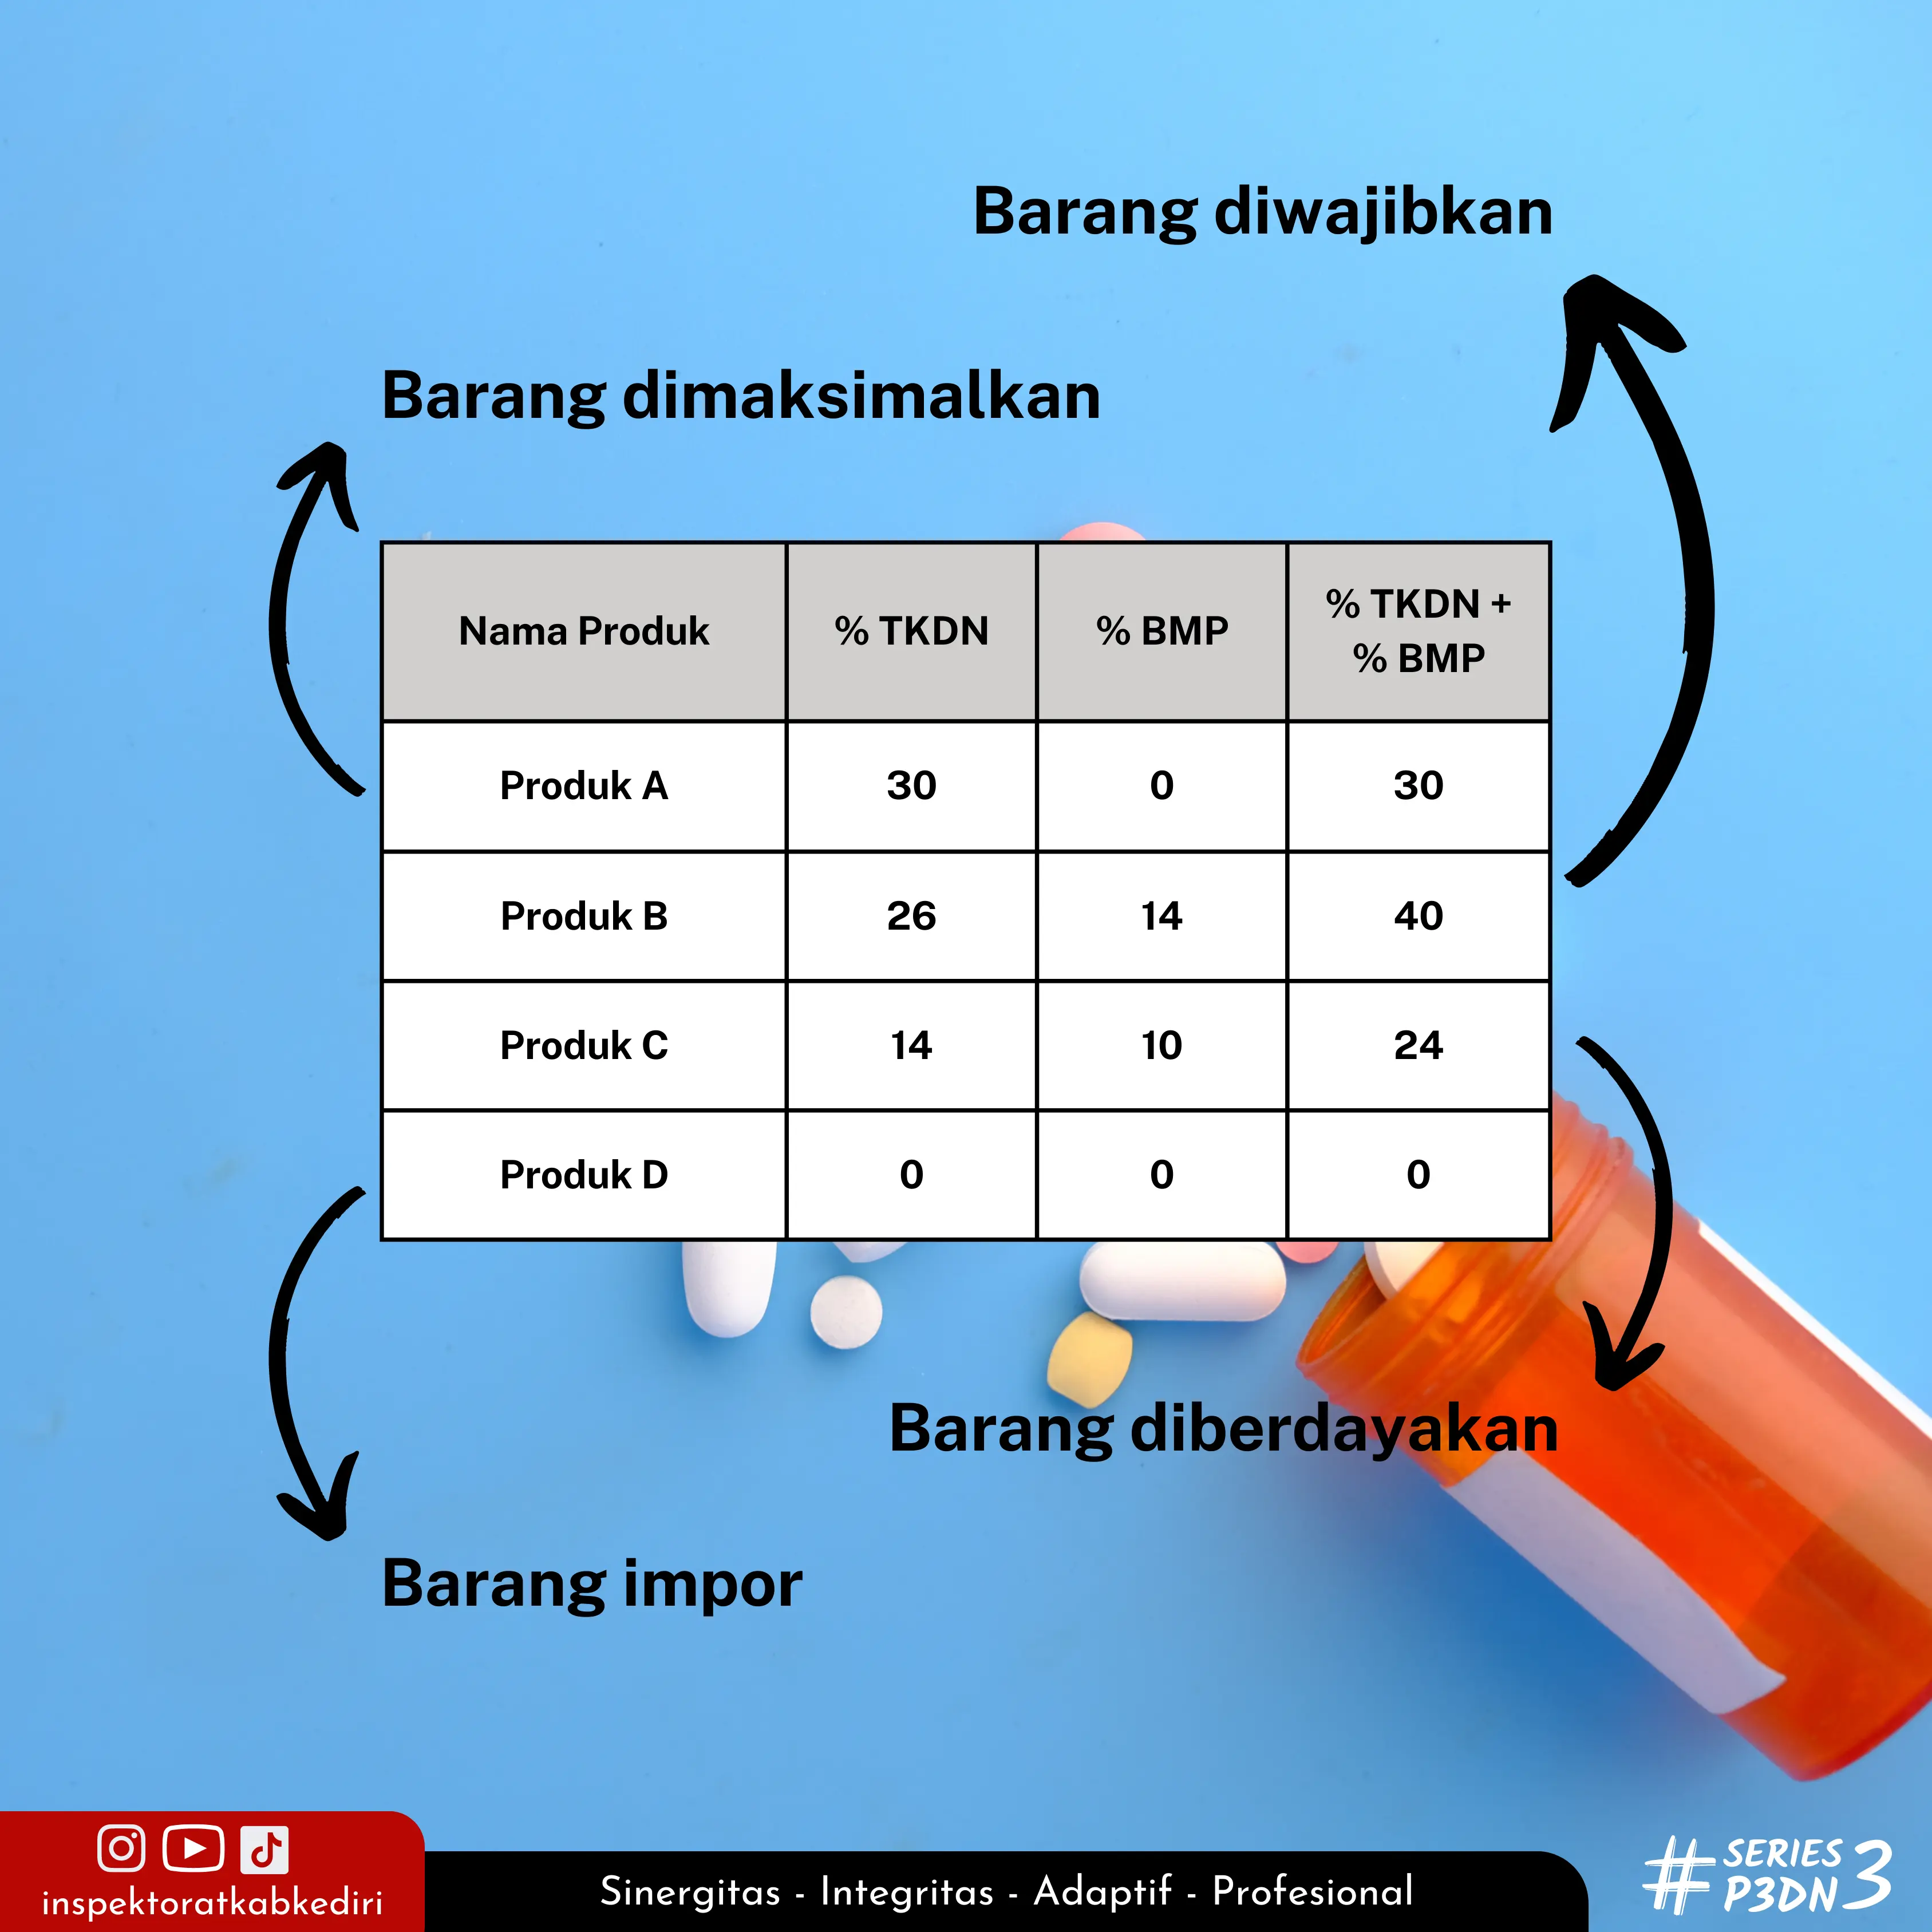 Barang diwajibkan
Barang dimaksimalkan
Nama Produk % TKDN % BMP % TKDN + % BMP
Produk A 30 0 30
Produk B 26 14 40
Produk C 14 10 24
Produk D 0 0 0
Barang diberdayakan
Barang impor
inspektoratkabkediri
Sinergitas - Integritas - Adaptif - Profesional
# SERIES P3DN 3